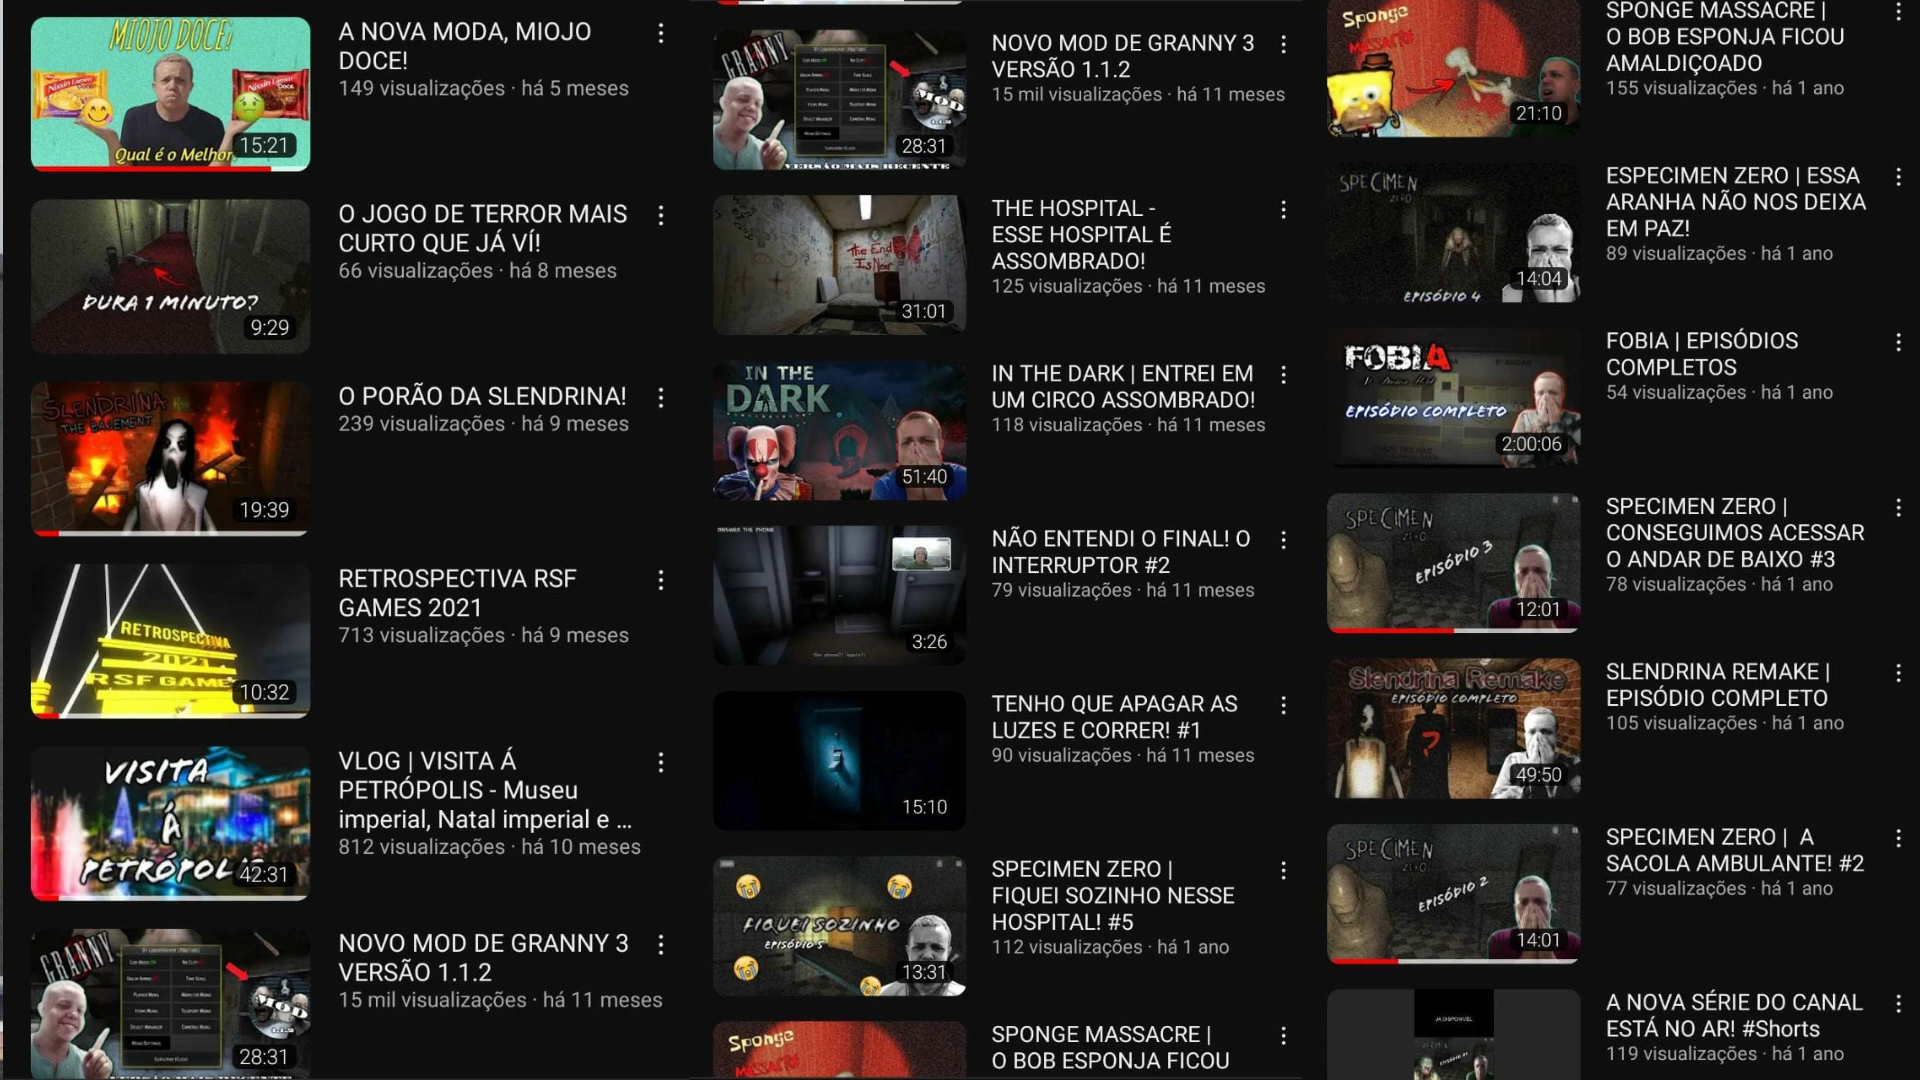 MIOJO DOCE!
Qual é o Melhor
15:21
A NOVA MODA, MIOJO
DOCE!
149 visualizações · há 5 meses
DURA 1 MINUTO?
9:29
O JOGO DE TERROR MAIS
CURTO QUE JÁ VÍ!
66 visualizações · há 8 meses
SLENDRINA
THE BASEMENT
19:39
O PORÃO DA SLENDRINA!
239 visualizações · há 9 meses
RETROSPECTIVA
2021
RSF GAMES
10:32
RETROSPECTIVA RSF
GAMES 2021
713 visualizações · há 9 meses
VISITA
Á
PETRÓPOL
42:31
VLOG | VISITA Á
PETRÓPOLIS - Museu
imperial, Natal imperial e ...
812 visualizações · há 10 meses
GRANNY
MOD
28:31
NOVO MOD DE GRANNY 3
VERSÃO 1.1.2
15 mil visualizações · há 11 meses
GRANNY
MOD
28:31
VERSÃO MAIS RECENTE
NOVO MOD DE GRANNY 3
VERSÃO 1.1.2
15 mil visualizações · há 11 meses
The End
Is Near
31:01
THE HOSPITAL -
ESSE HOSPITAL É
ASSOMBRADO!
125 visualizações · há 11 meses
IN THE
DARK
51:40
IN THE DARK | ENTREI EM
UM CIRCO ASSOMBRADO!
118 visualizações · há 11 meses
ANSWER THE PHONE
3:26
NÃO ENTENDI O FINAL! O
INTERRUPTOR #2
79 visualizações · há 11 meses
15:10
TENHO QUE APAGAR AS
LUZES E CORRER! #1
90 visualizações · há 11 meses
FIQUEI SOZINHO
EPISÓDIO 5
13:31
SPECIMEN ZERO |
FIQUEI SOZINHO NESSE
HOSPITAL! #5
112 visualizações · há 1 ano
Sponge
MASSACRE
SPONGE MASSACRE |
O BOB ESPONJA FICOU
Sponge
MASSACRE
21:10
SPONGE MASSACRE |
O BOB ESPONJA FICOU
AMALDIÇOADO
155 visualizações · há 1 ano
SPECIMEN
ZERO
EPISÓDIO 4
14:04
ESPECIMEN ZERO | ESSA
ARANHA NÃO NOS DEIXA
EM PAZ!
89 visualizações · há 1 ano
FOBIA
EPISÓDIO COMPLETO
2:00:06
FOBIA | EPISÓDIOS
COMPLETOS
54 visualizações · há 1 ano
SPECIMEN
ZERO
EPISÓDIO 3
12:01
SPECIMEN ZERO |
CONSEGUIMOS ACESSAR
O ANDAR DE BAIXO #3
78 visualizações · há 1 ano
Slendrina Remake
EPISÓDIO COMPLETO
?
49:50
SLENDRINA REMAKE |
EPISÓDIO COMPLETO
105 visualizações · há 1 ano
SPECIMEN
ZERO
EPISÓDIO 2
14:01
SPECIMEN ZERO | A
SACOLA AMBULANTE! #2
77 visualizações · há 1 ano
JÁ DISPONIVEL
A NOVA SÉRIE DO CANAL
ESTÁ NO AR! #Shorts
119 visualizações · há 1 ano